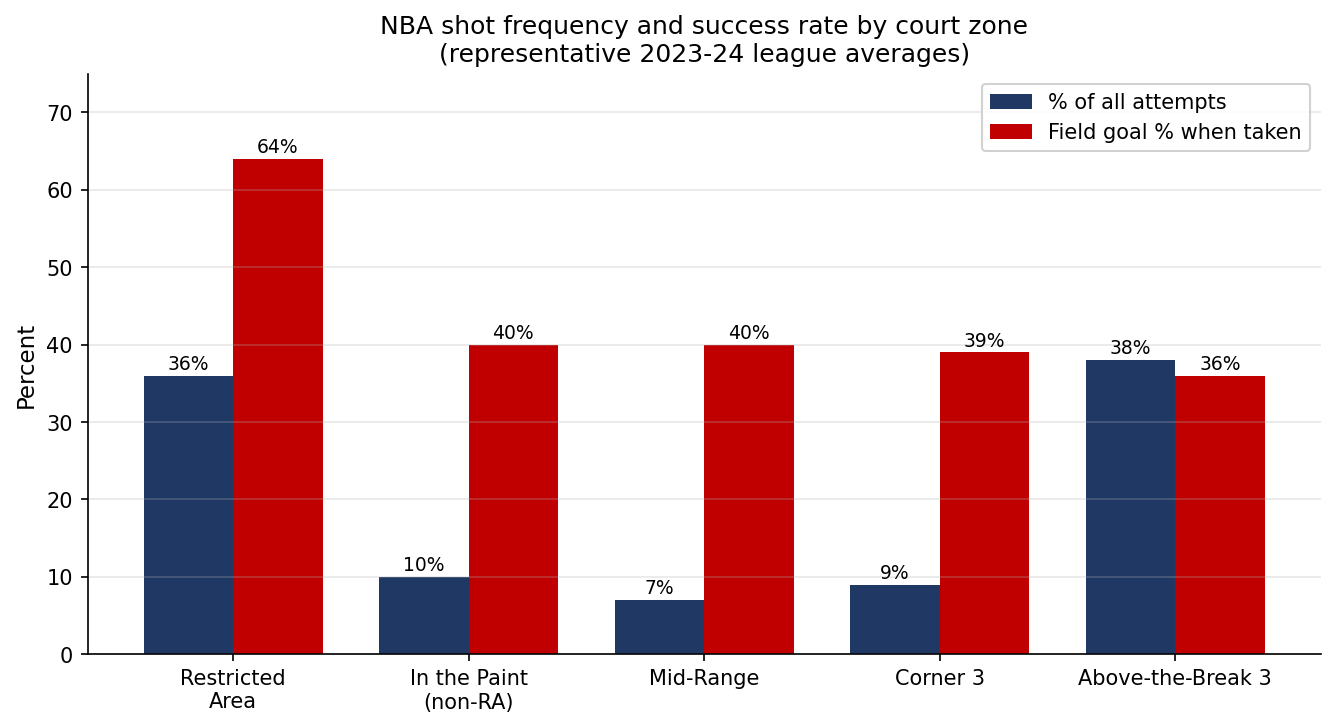 NBA shot frequency and success rate by court zone
(representative 2023-24 league averages)
% of all attempts
Field goal % when taken
Percent
70
60
50
40
30
20
10
0
36%
64%
10%
40%
7%
40%
9%
39%
38%
36%
Restricted
Area
In the Paint
(non-RA)
Mid-Range
Corner 3
Above-the-Break 3